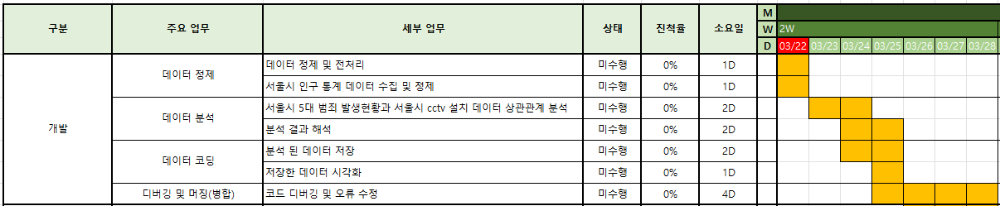 구분 주요 업무 세부 업무 상태 진척율 소요일 M
W 2W
D 03/22 03/23 03/24 03/25 03/26 03/27 03/28
개발
데이터 정제
데이터 정제 및 전처리 미수행 0% 1D
서울시 인구 통계 데이터 수집 및 정제 미수행 0% 1D
데이터 분석
서울시 5대 범죄 발생현황과 서울시 cctv 설치 데이터 상관관계 분석 미수행 0% 2D
분석 결과 해석 미수행 0% 2D
데이터 코딩
분석 된 데이터 저장 미수행 0% 2D
저장한 데이터 시각화 미수행 0% 1D
디버깅 및 머징(병합) 코드 디버깅 및 오류 수정 미수행 0% 4D